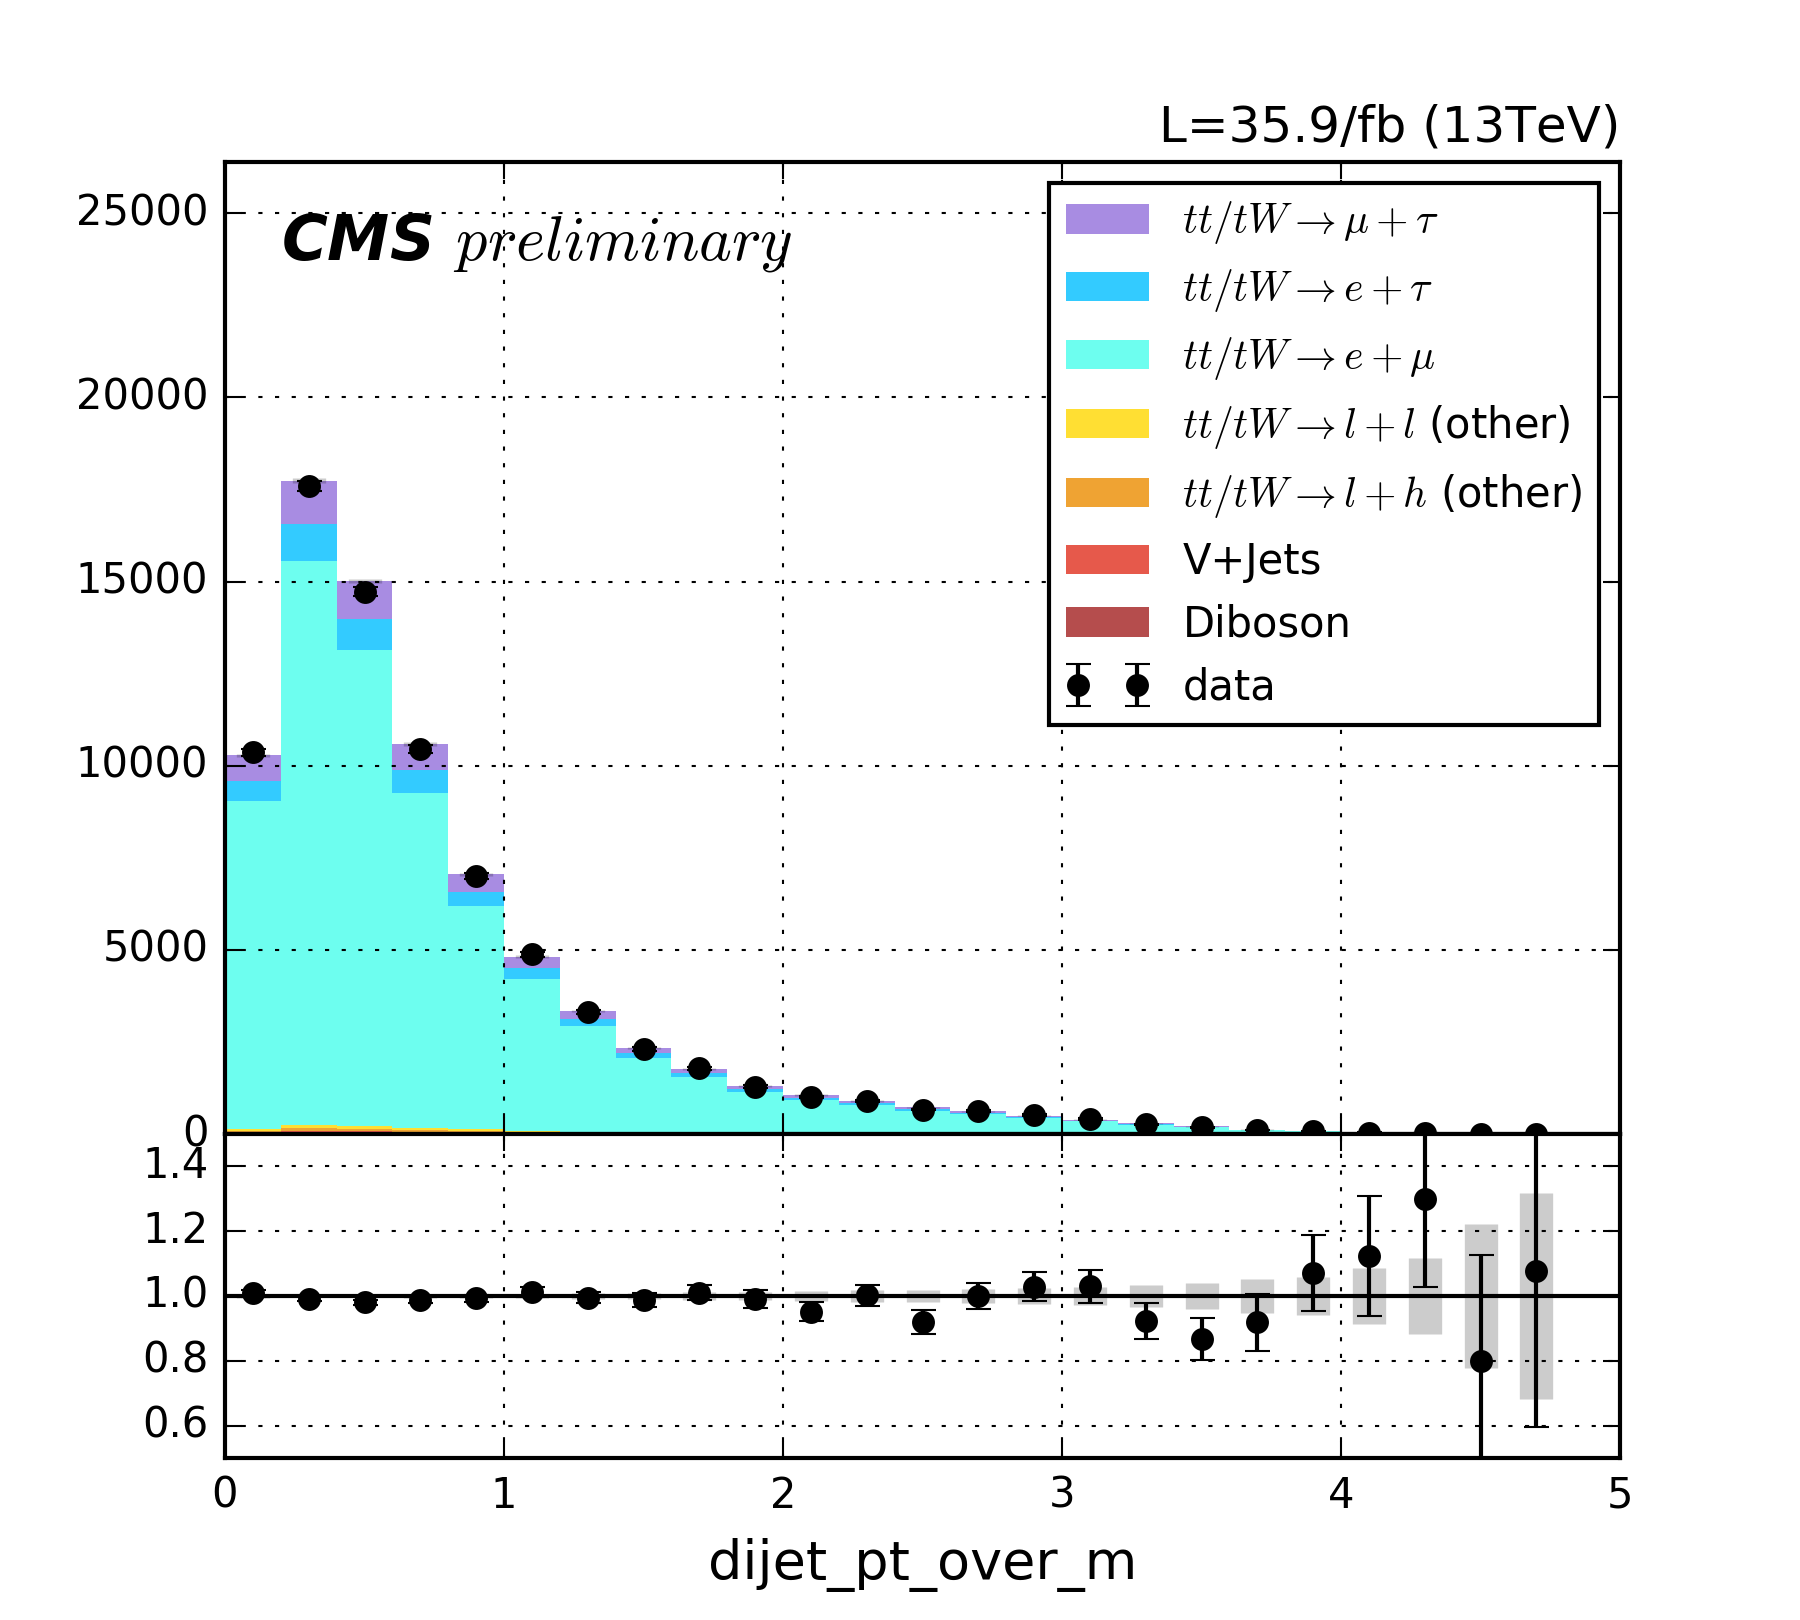 L=35.9/fb (13TeV)
CMS preliminary
25000
20000
15000
10000
5000
0
tt/tW→μ+τ
tt/tW→e+τ
tt/tW→e+μ
tt/tW→l+l (other)
tt/tW→l+h (other)
V+Jets
Diboson
data
1.4
1.2
1.0
0.8
0.6
0 1 2 3 4 5
dijet_pt_over_m